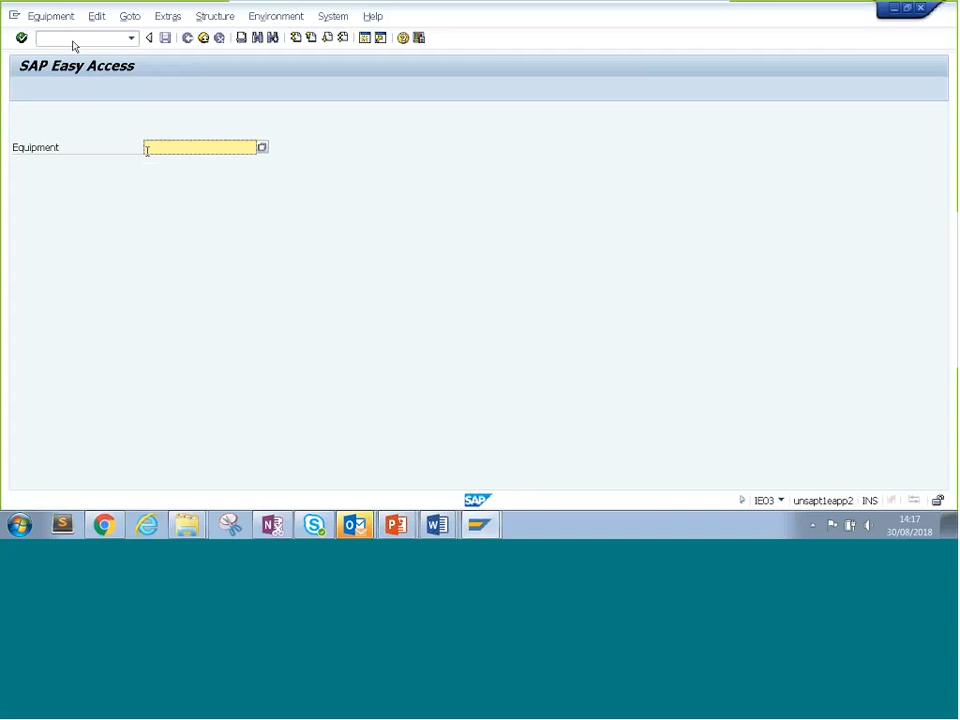 Equipment Edit Goto Extras Structure Environment System Help
SAP Easy Access
Equipment
SAP
IE03 unsapt1eapp2 INS
S N O P W
14:17
30/08/2018